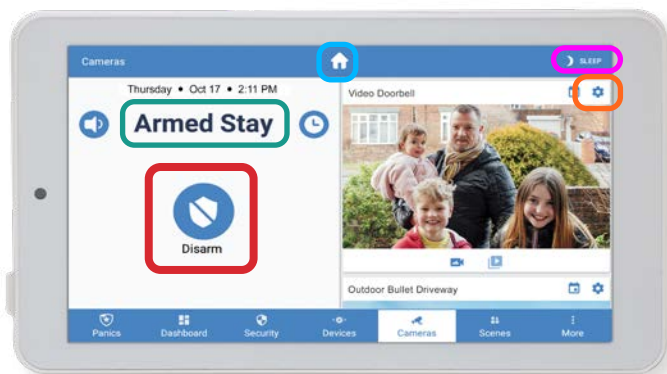 Cameras
SLEEP
Thursday • Oct 17 • 2:11 PM
Armed Stay
Disarm
Video Doorbell
Outdoor Bullet Driveway
Panics
Dashboard
Security
Devices
Cameras
Scenes
More